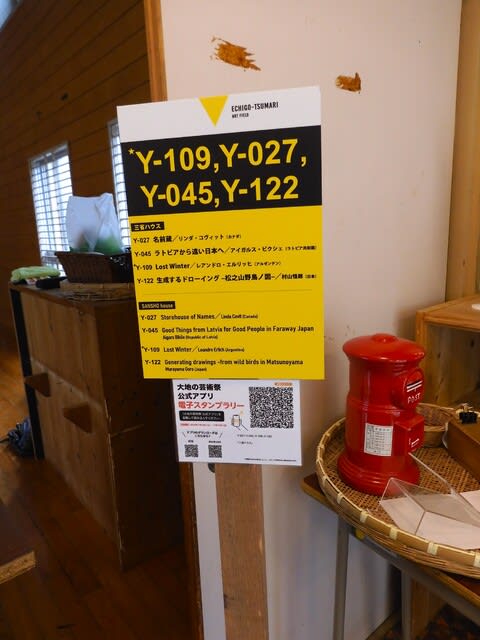 ECHIGO-TSUMARI
ART FIELD
★Y-109, Y-027,
Y-045, Y-122
三省ハウス
Y-027 名前蔵／リンダ・コヴィット（カナダ）
Y-045 ラトビアから遠い日本へ／アイガルス・ビクシェ（ラトビア共和国）
★Y-109 Lost Winter／レアンドロ・エルリッヒ（アルゼンチン）
Y-122 生成するドローイング -松之山野鳥ノ図-／村山悟郎（日本）
SANSHO house
Y-027 Storehouse of Names／Linda Covit (Canada)
Y-045 Good Things from Latvia for Good People in Faraway Japan
Aigars Bikše (Republic of Latvia)
★Y-109 Lost Winter／Leandro Erlich (Argentina)
Y-122 Generating drawings -from wild birds in Matsunoyama
Murayama Goro (Japan)
大地の芸術祭
公式アプリ
電子スタンプラリー
POST